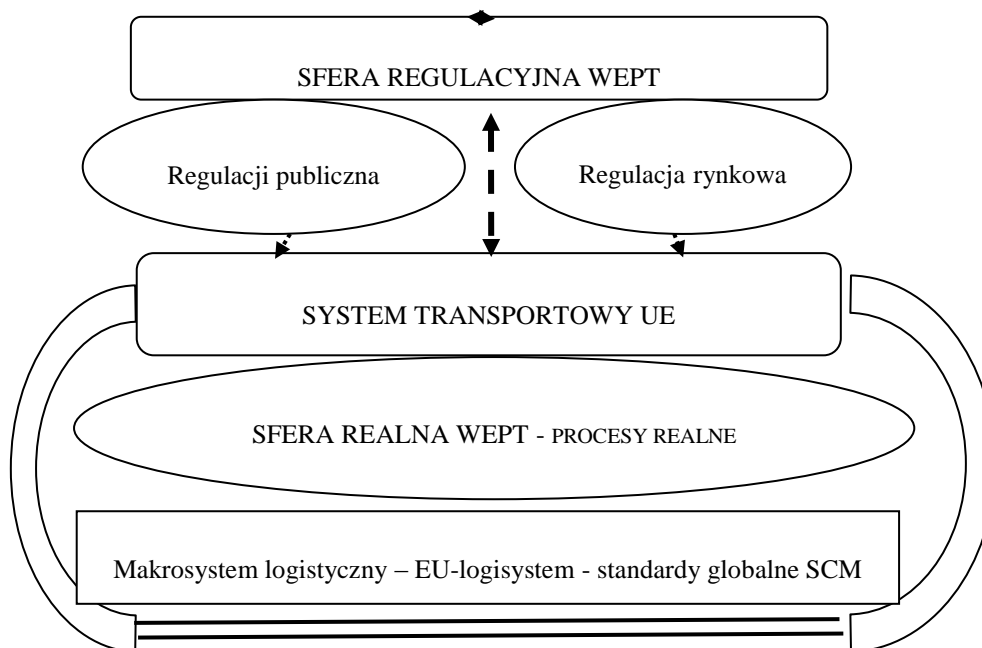 SFERA REGULACYJNA WEPT
Regulacji publiczna
Regulacja rynkowa
SYSTEM TRANSPORTOWY UE
SFERA REALNA WEPT - PROCESY REALNE
Makrosystem logistyczny – EU-logisystem - standardy globalne SCM